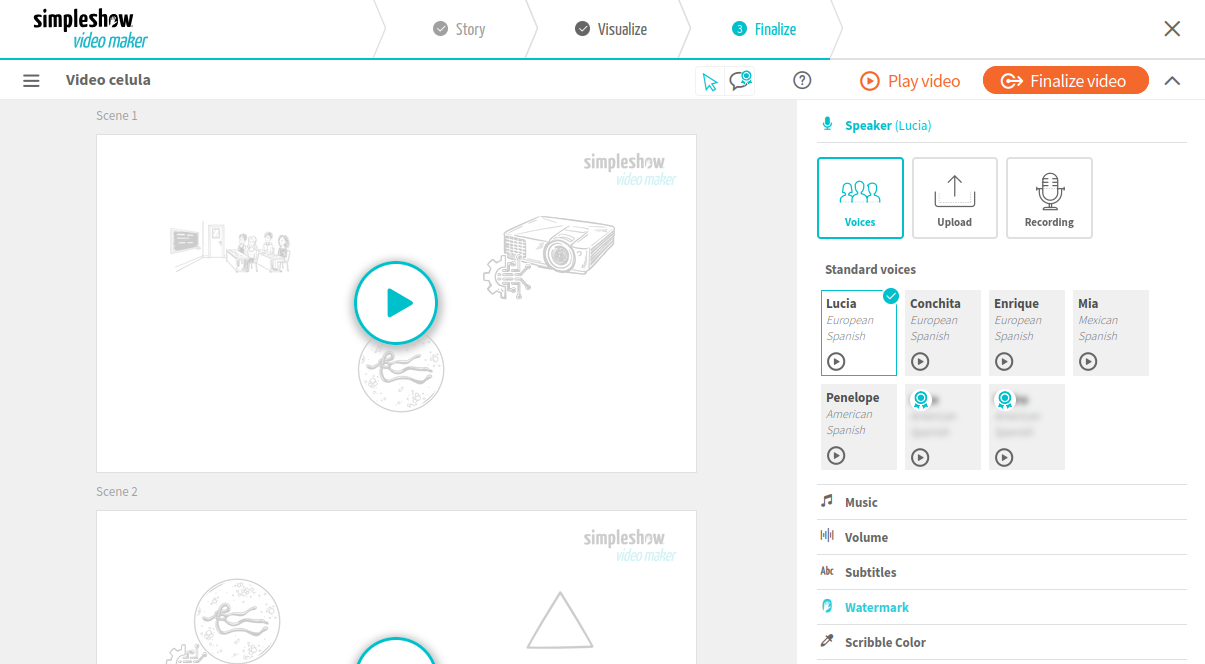 simpleshow
video maker
Story
Visualize
3 Finalize
Video celula
Play video
Finalize video
Scene 1
simpleshow
video maker
Scene 2
simpleshow
video maker
Speaker (Lucia)
Voices
Upload
Recording
Standard voices
Lucia
European
Spanish
Conchita
European
Spanish
Enrique
European
Spanish
Mia
Mexican
Spanish
Penelope
American
Spanish
Music
Volume
Abc Subtitles
Watermark
Scribble Color